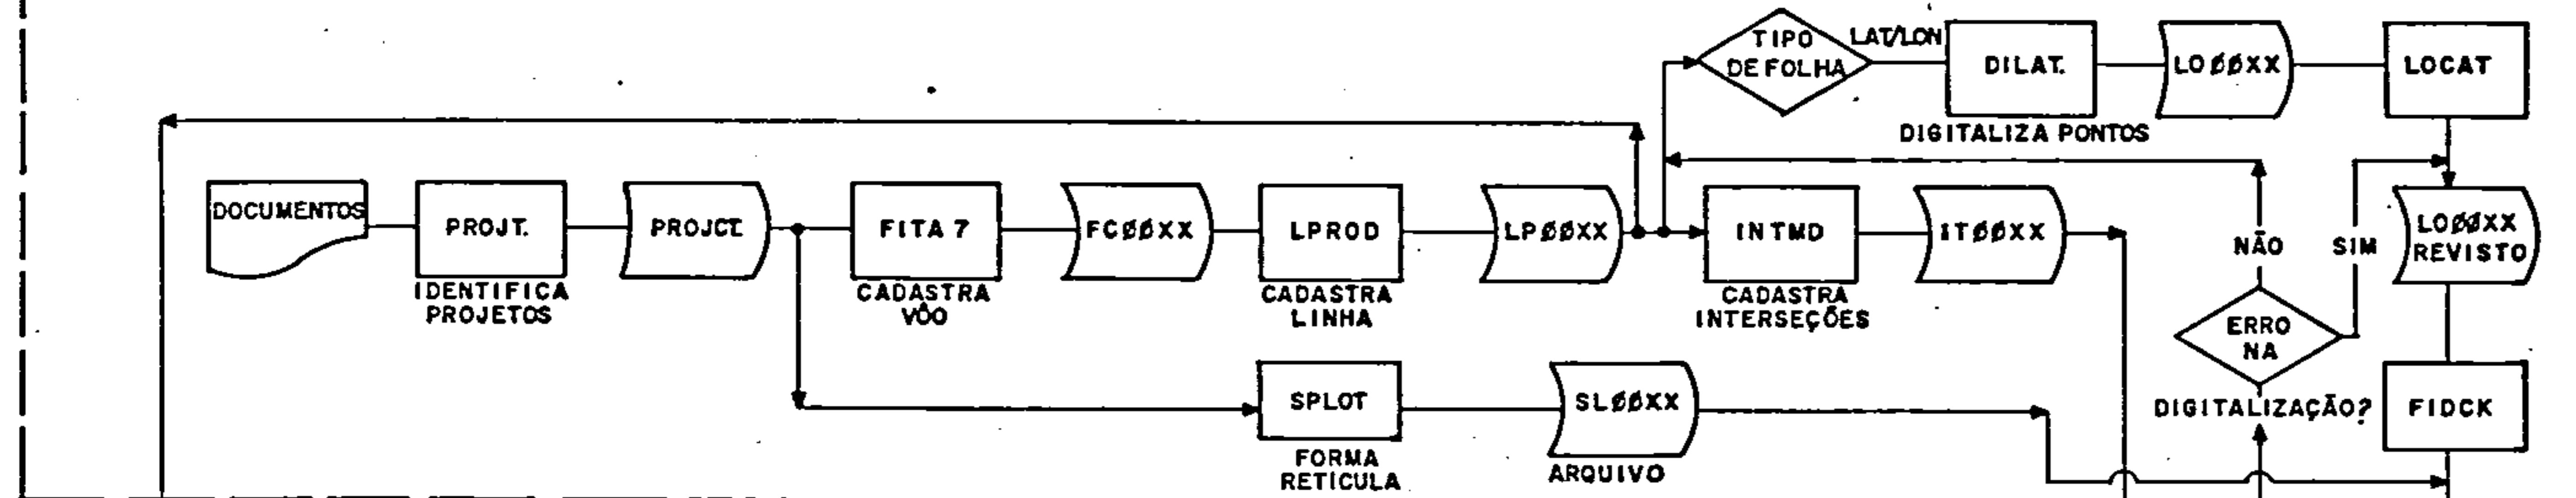 TIPO
DE FOLHA
LAT/LON
DILAT.
LOØØXX
LOCAT
DIGITALIZA PONTOS
DOCUMENTOS
PROJT.
PROJCT.
FITA 7
FCØØXX
LPROD
LPØØXX
INTMD
ITØØXX
NÃO
SIM
LOØØXX
REVISTO
IDENTIFICA
PROJETOS
CADASTRA
VÔO
CADASTRA
LINHA
CADASTRA
INTERSEÇÕES
ERRO
NA
DIGITALIZAÇÃO?
SPLOT
SLØØXX
FIDCK
FORMA
RETÍCULA
ARQUIVO